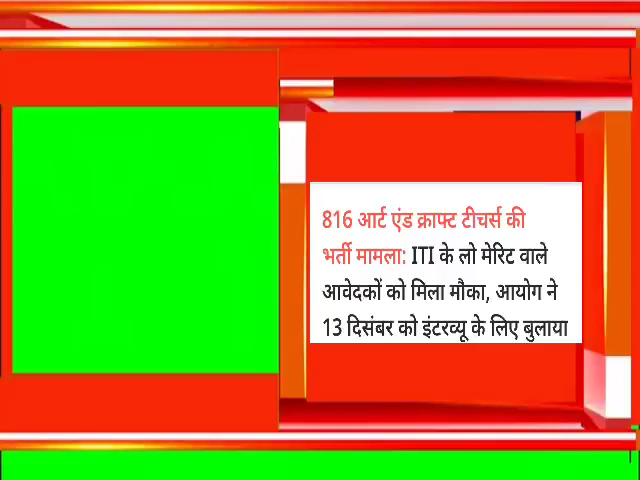 816 आर्ट एंड क्राफ्ट टीचर्स की
भर्ती मामला: ITI के लो मेरिट वाले
आवेदकों को मिला मौका, आयोग ने
13 दिसंबर को इंटरव्यू के लिए बुलाया